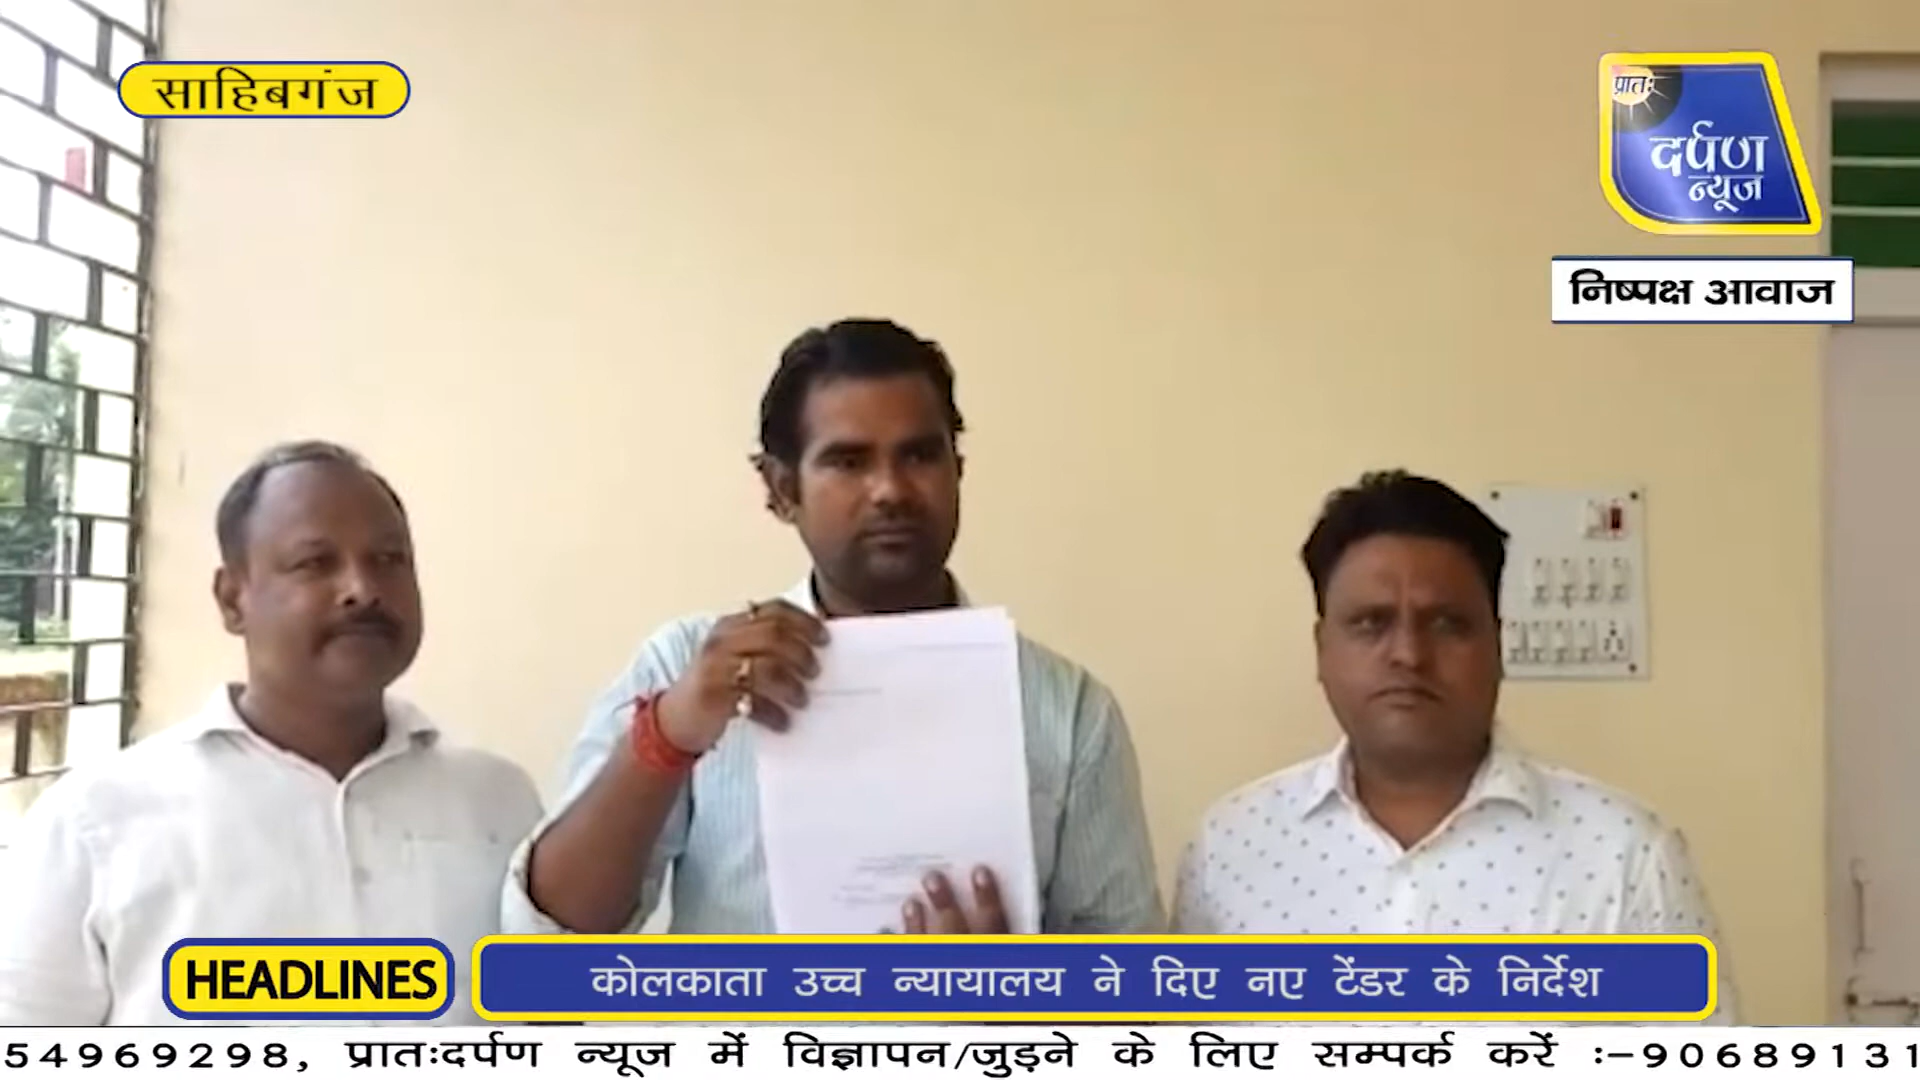 साहिबगंज
प्रातः
दर्पण
न्यूज
निष्पक्ष आवाज
HEADLINES
कोलकाता उच्च न्यायालय ने दिए नए टेंडर के निर्देश
54969298, प्रातःदर्पण न्यूज में विज्ञापन/जुड़ने के लिए सम्पर्क करें :-90689131